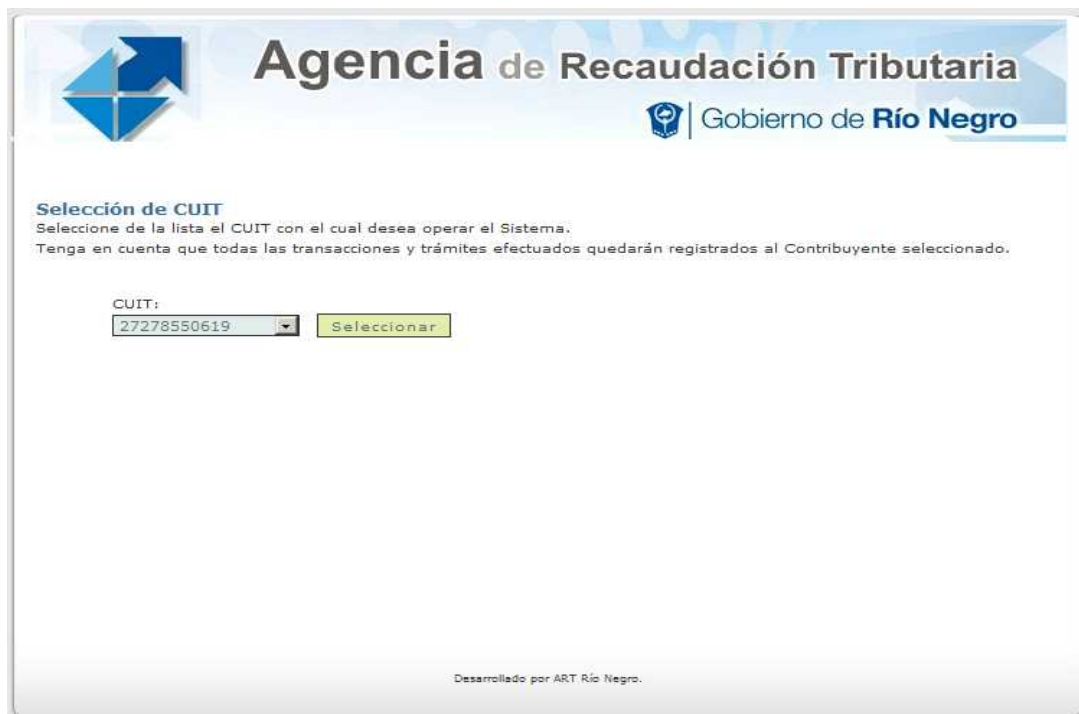 Agencia de Recaudación Tributaria
Gobierno de Río Negro
Selección de CUIT
Seleccione de la lista el CUIT con el cual desea operar el Sistema.
Tenga en cuenta que todas las transacciones y trámites efectuados quedarán registrados al Contribuyente seleccionado.
CUIT:
27278550619 Seleccionar
Desarrollado por ART Río Negro.